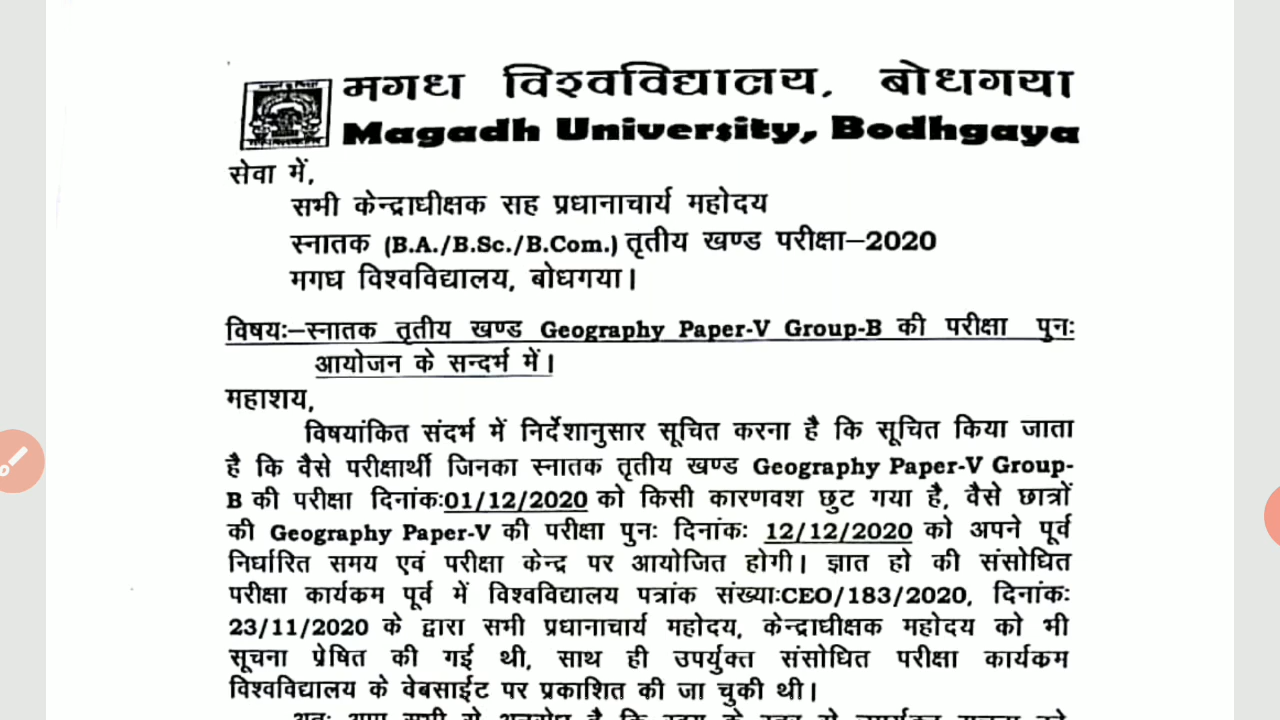 मगध विश्वविद्यालय, बोधगया
Magadh University, Bodhgaya
सेवा में,
सभी केन्द्राधीक्षक सह प्रधानाचार्य महोदय
स्नातक (B.A./B.Sc./B.Com.) तृतीय खण्ड परीक्षा–2020
मगध विश्वविद्यालय, बोधगया।
विषयः–स्नातक तृतीय खण्ड Geography Paper-V Group-B की परीक्षा पुनः
आयोजन के सन्दर्भ में।
महाशय,
विषयांकित संदर्भ में निर्देशानुसार सूचित करना है कि सूचित किया जाता
है कि वैसे परीक्षार्थी जिनका स्नातक तृतीय खण्ड Geography Paper-V Group-
B की परीक्षा दिनांकः01/12/2020 को किसी कारणवश छुट गया है, वैसे छात्रों
की Geography Paper-V की परीक्षा पुनः दिनांकः 12/12/2020 को अपने पूर्व
निर्धारित समय एवं परीक्षा केन्द्र पर आयोजित होगी। ज्ञात हो की संसोधित
परीक्षा कार्यकम पूर्व में विश्वविद्यालय पत्रांक संख्याःCEO/183/2020, दिनांकः
23/11/2020 के द्वारा सभी प्रधानाचार्य महोदय, केन्द्राधीक्षक महोदय को भी
सूचना प्रेषित की गई थी, साथ ही उपर्युक्त संसोधित परीक्षा कार्यकम
विश्वविद्यालय के वेबसाईट पर प्रकाशित की जा चुकी थी।